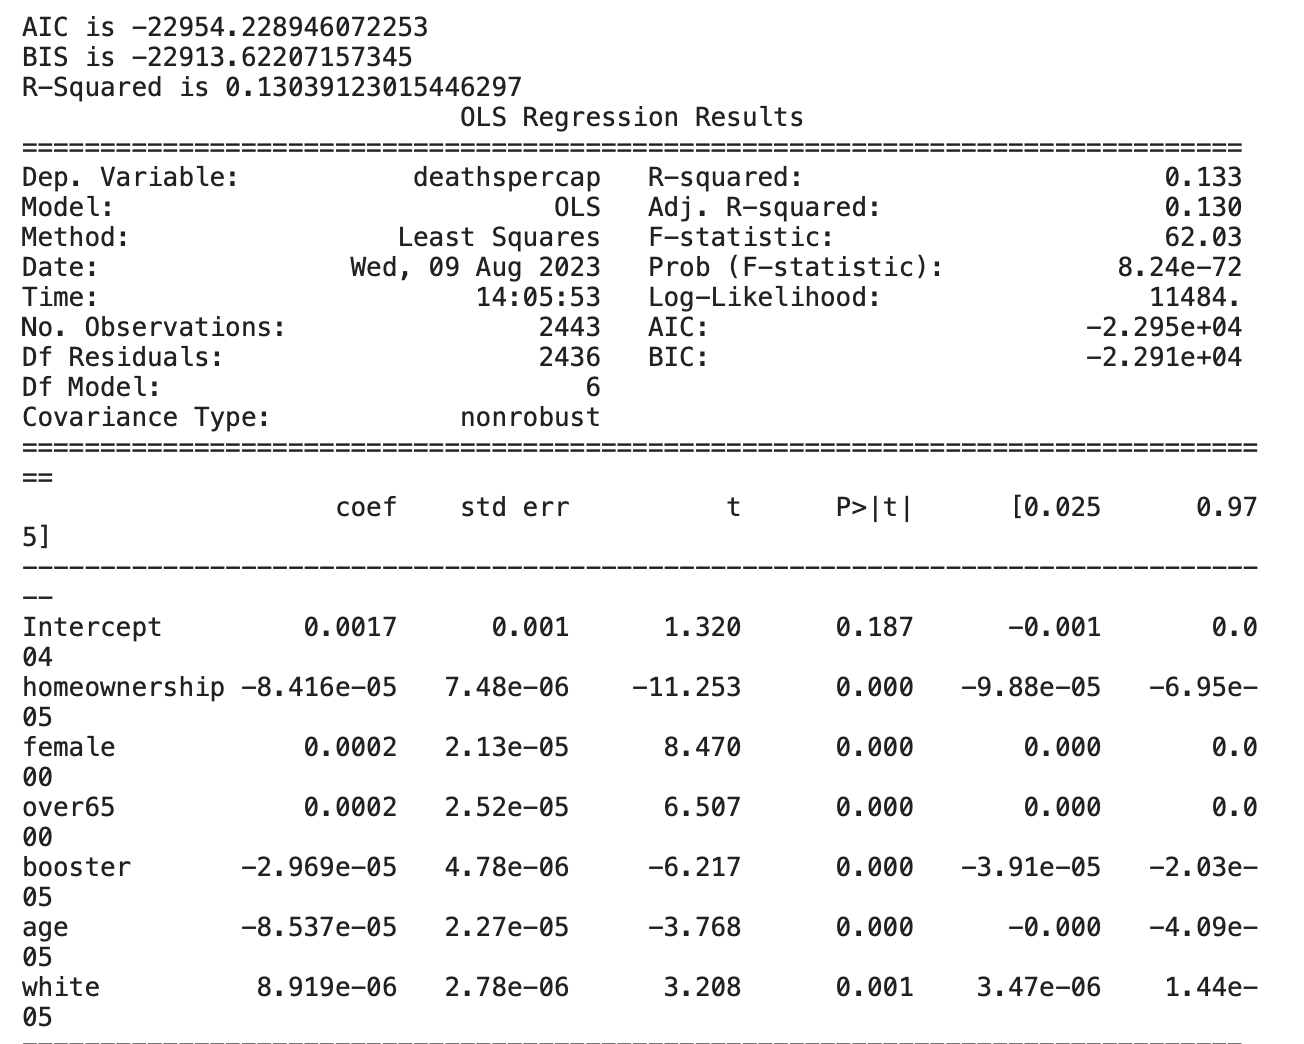 AIC is -22954.228946072253
BIS is -22913.62207157345
R-Squared is 0.13039123015446297
                            OLS Regression Results
==============================================================================
Dep. Variable:           deathspercap   R-squared:                       0.133
Model:                            OLS   Adj. R-squared:                  0.130
Method:                 Least Squares   F-statistic:                     62.03
Date:                Wed, 09 Aug 2023   Prob (F-statistic):           8.24e-72
Time:                        14:05:53   Log-Likelihood:                 11484.
No. Observations:                2443   AIC:                        -2.295e+04
Df Residuals:                    2436   BIC:                        -2.291e+04
Df Model:                           6
Covariance Type:            nonrobust
===============================================================================
==
                    coef    std err          t      P>|t|      [0.025      0.97
5]
-------------------------------------------------------------------------------
--
Intercept         0.0017      0.001      1.320      0.187      -0.001       0.0
04
homeownership -8.416e-05   7.48e-06    -11.253      0.000   -9.88e-05   -6.95e-
05
female            0.0002   2.13e-05      8.470      0.000       0.000       0.0
00
over65            0.0002   2.52e-05      6.507      0.000       0.000       0.0
00
booster       -2.969e-05   4.78e-06     -6.217      0.000   -3.91e-05   -2.03e-
05
age           -8.537e-05   2.27e-05     -3.768      0.000      -0.000   -4.09e-
05
white          8.919e-06   2.78e-06      3.208      0.001    3.47e-06    1.44e-
05
==============================================================================